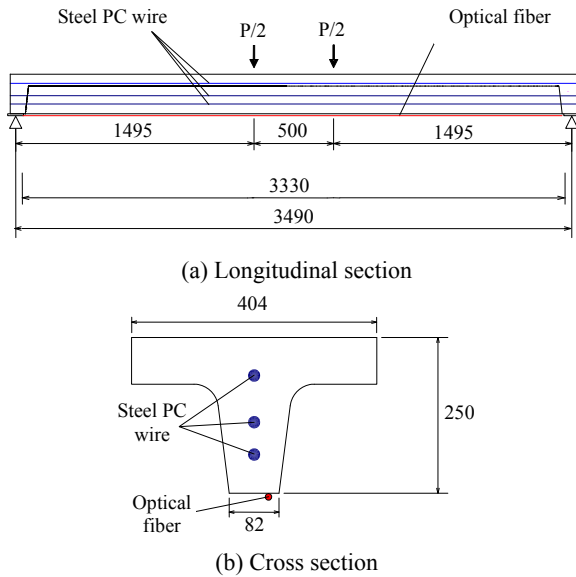 Steel PC wire
Optical fiber
P/2
P/2
1495
500
1495
3330
3490
(a) Longitudinal section
404
Steel PC
wire
250
Optical
fiber
82
(b) Cross section